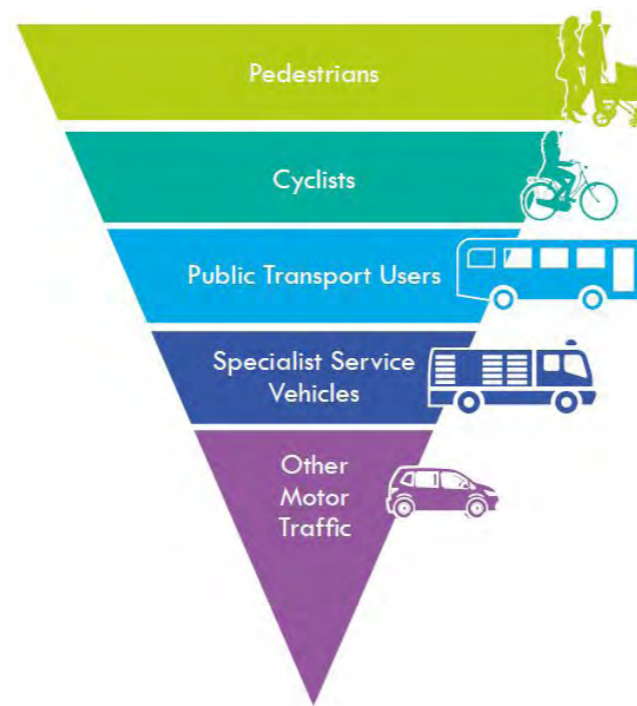 Pedestrians
Cyclists
Public Transport Users
Specialist Service
Vehicles
Other
Motor
Traffic